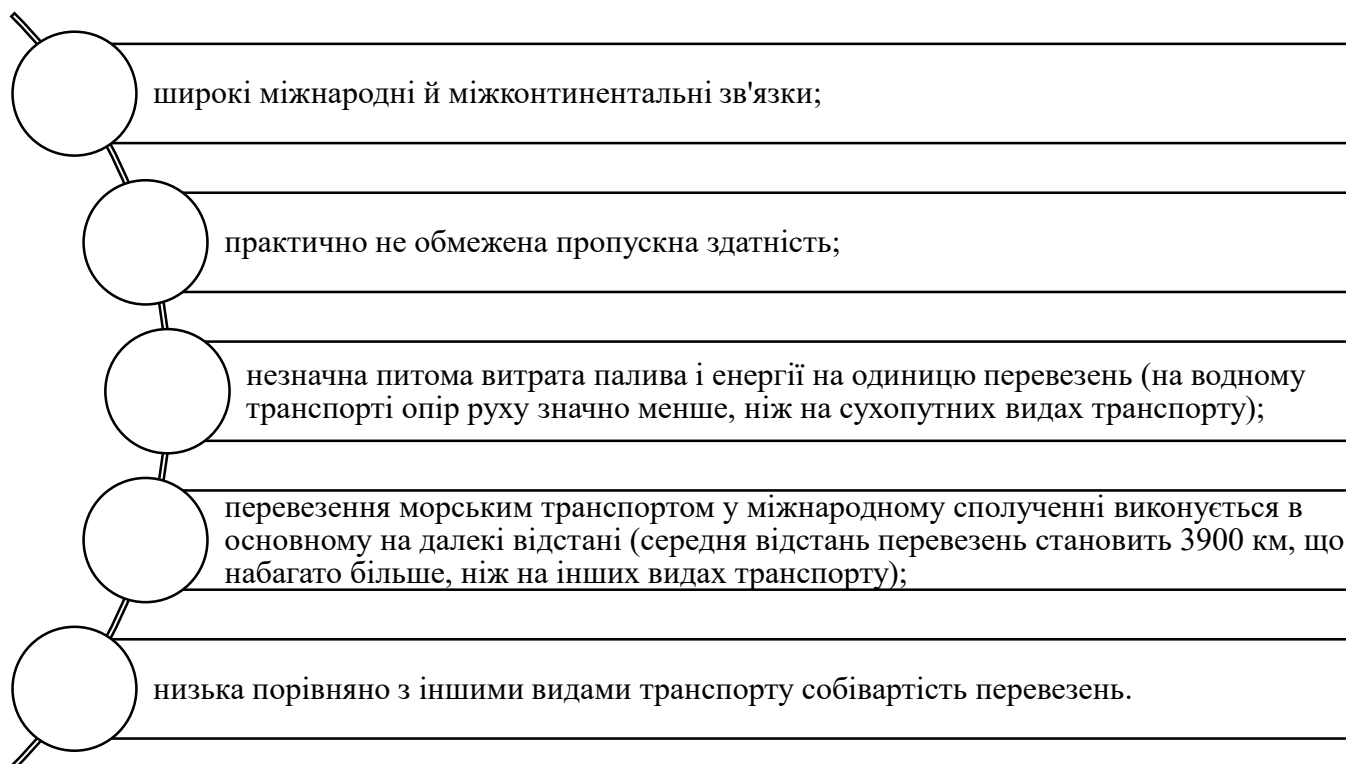 широкі міжнародні й міжконтинентальні зв'язки;
практично не обмежена пропускна здатність;
незначна питома витрата палива і енергії на одиницю перевезень (на водному
транспорті опір руху значно менше, ніж на сухопутних видах транспорту);
перевезення морським транспортом у міжнародному сполученні виконується в
основному на далекі відстані (середня відстань перевезень становить 3900 км, що
набагато більше, ніж на інших видах транспорту);
низька порівняно з іншими видами транспорту собівартість перевезень.